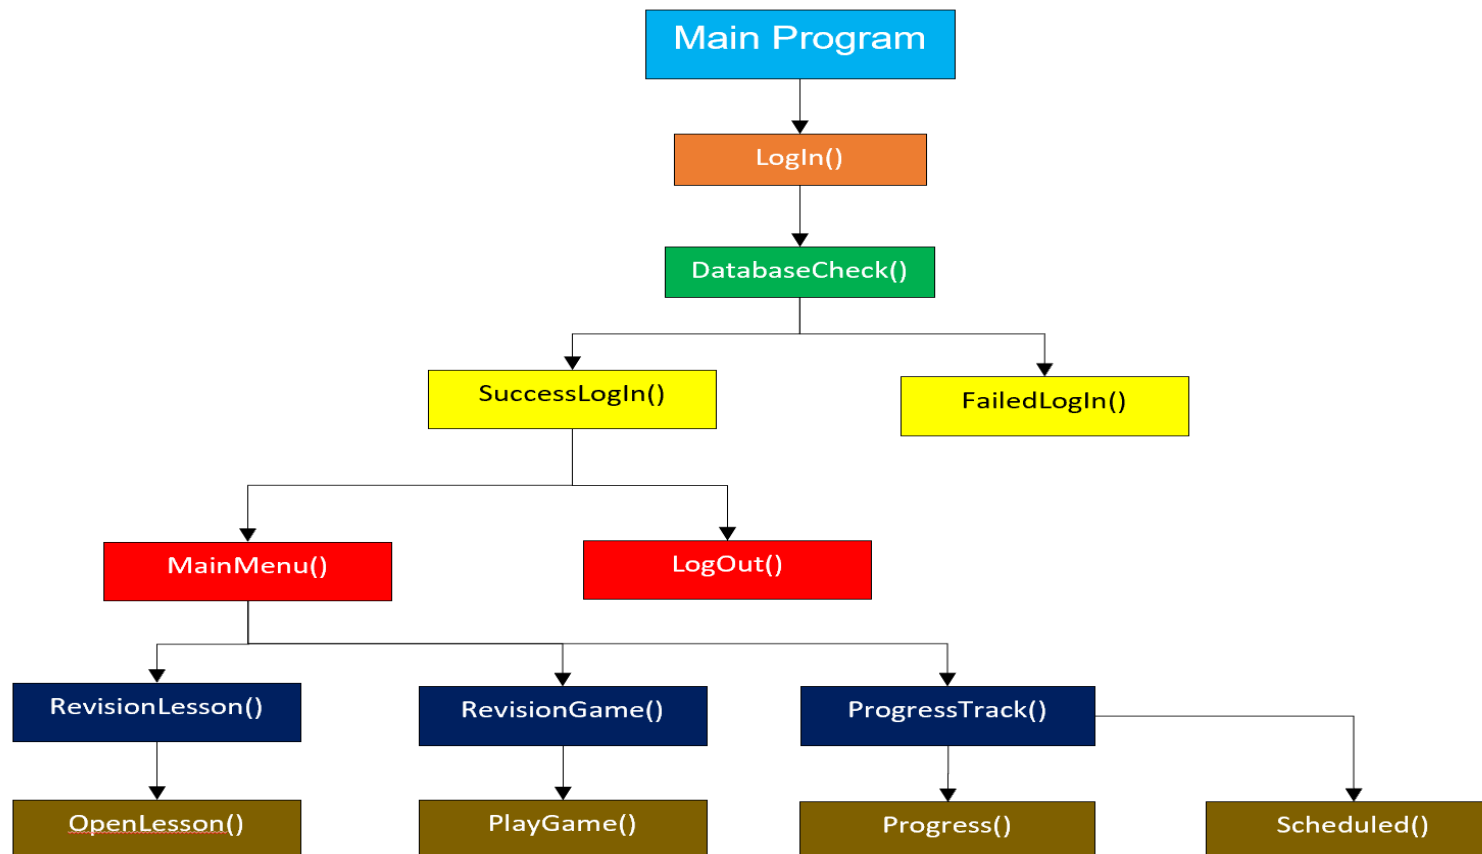 Main Program
LogIn()
DatabaseCheck()
SuccessLogIn()
FailedLogIn()
MainMenu()
LogOut()
RevisionLesson()
RevisionGame()
ProgressTrack()
OpenLesson()
PlayGame()
Progress()
Scheduled()